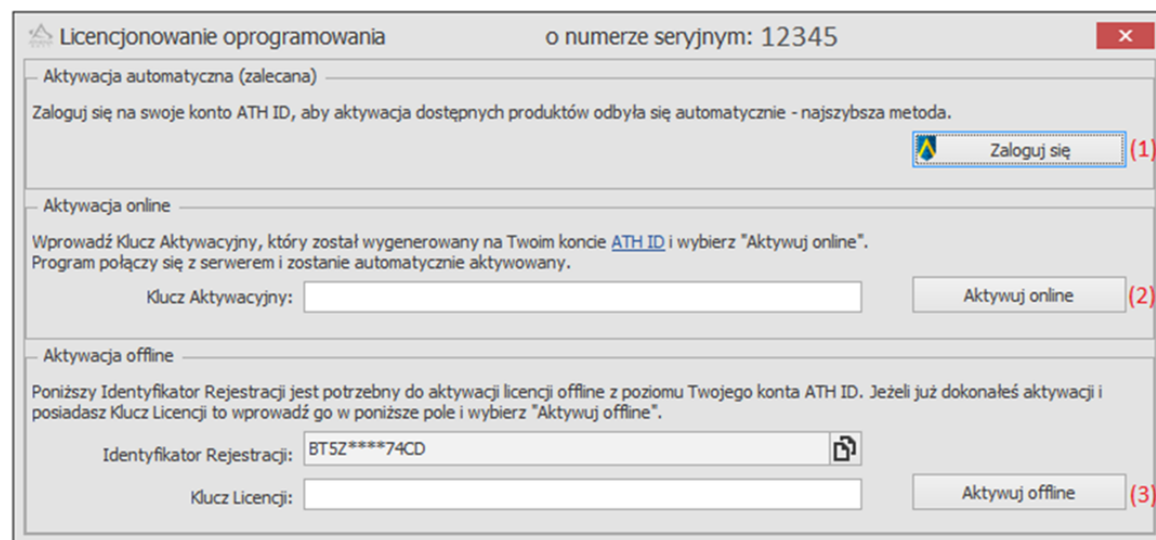 Licencjonowanie oprogramowania o numerze seryjnym: 12345
Aktywacja automatyczna (zalecana)
Zaloguj się na swoje konto ATH ID, aby aktywacja dostępnych produktów odbyła się automatycznie - najszybsza metoda.
Zaloguj się (1)
Aktywacja online
Wprowadź Klucz Aktywacyjny, który został wygenerowany na Twoim koncie ATH ID i wybierz "Aktywuj online".
Program połączy się z serwerem i zostanie automatycznie aktywowany.
Klucz Aktywacyjny: Aktywuj online (2)
Aktywacja offline
Poniższy Identyfikator Rejestracji jest potrzebny do aktywacji licencji offline z poziomu Twojego konta ATH ID. Jeżeli już dokonałeś aktywacji i
posiadasz Klucz Licencji to wprowadź go w poniższe pole i wybierz "Aktywuj offline".
Identyfikator Rejestracji: BT5Z****74CD
Klucz Licencji: Aktywuj offline (3)